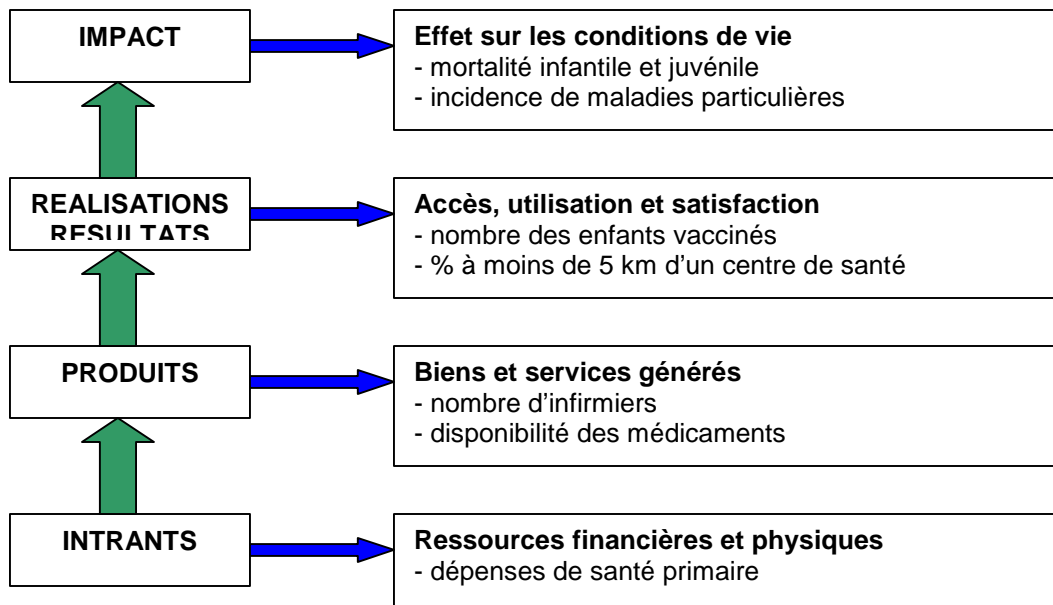 IMPACT
Effet sur les conditions de vie
- mortalité infantile et juvénile
- incidence de maladies particulières
REALISATIONS
RESULTATS
Accès, utilisation et satisfaction
- nombre des enfants vaccinés
- % à moins de 5 km d’un centre de santé
PRODUITS
Biens et services générés
- nombre d’infirmiers
- disponibilité des médicaments
INTRANTS
Ressources financières et physiques
- dépenses de santé primaire